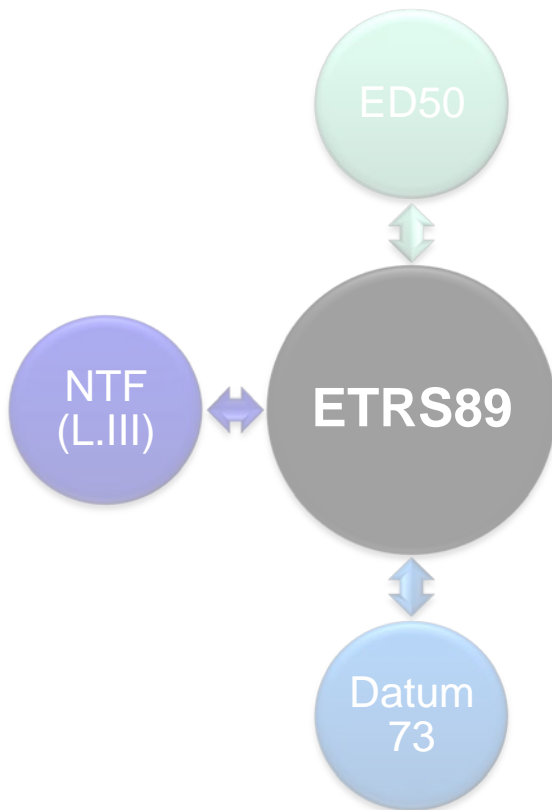 ED50
NTF
(L.III)
ETRS89
Datum
73